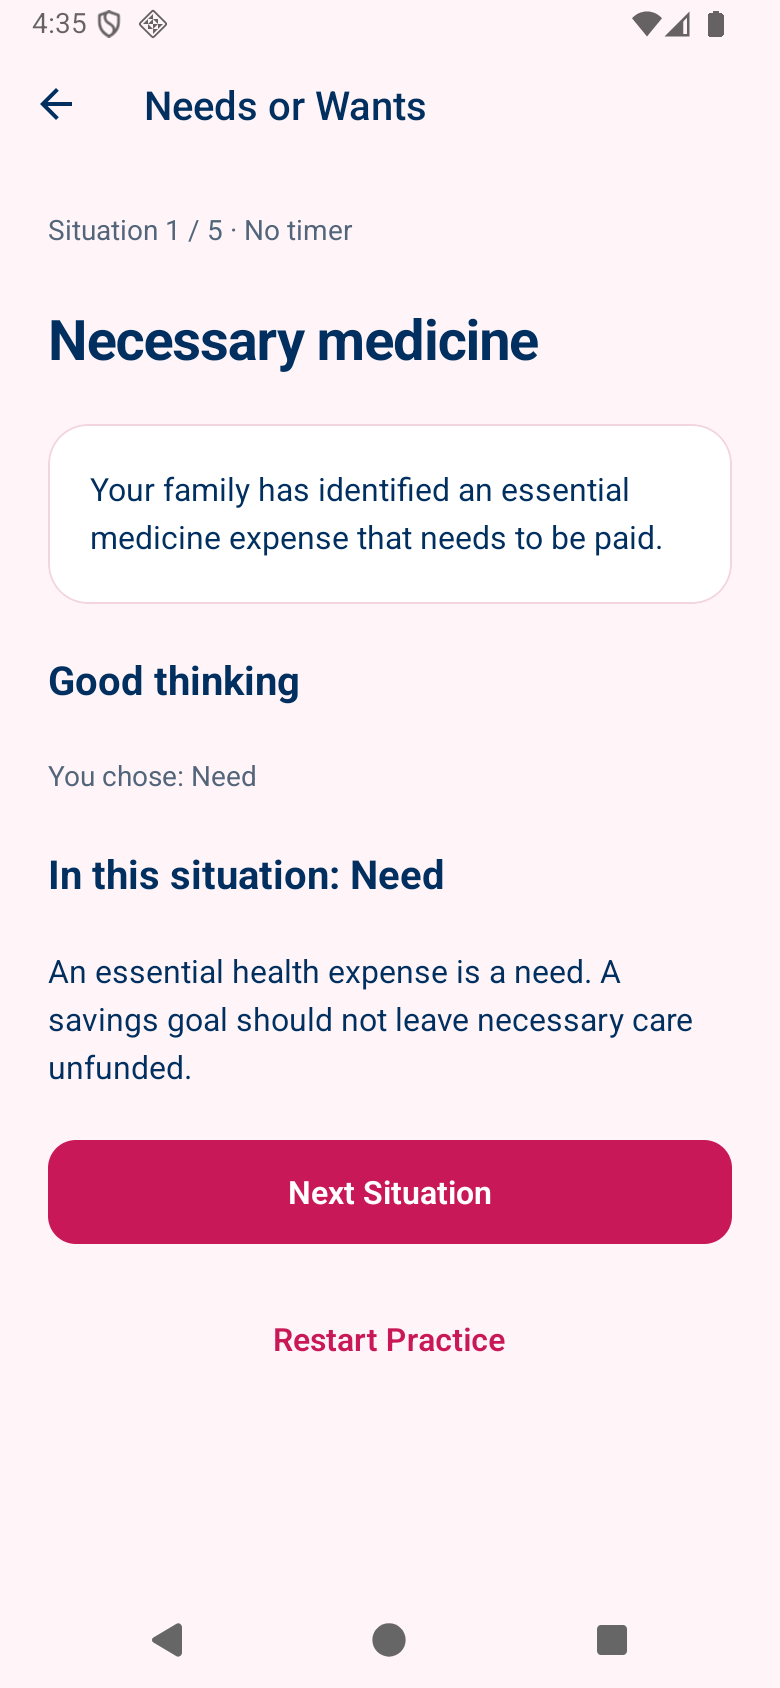 4:35
Needs or Wants
Situation 1 / 5 · No timer
Necessary medicine
Your family has identified an essential
medicine expense that needs to be paid.
Good thinking
You chose: Need
In this situation: Need
An essential health expense is a need. A
savings goal should not leave necessary care
unfunded.
Next Situation
Restart Practice